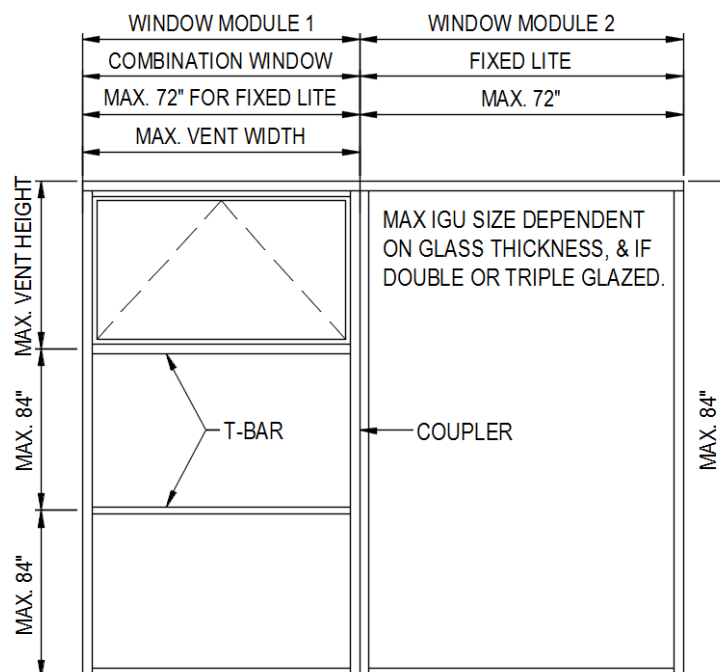 WINDOW MODULE 1
WINDOW MODULE 2
COMBINATION WINDOW
FIXED LITE
MAX. 72" FOR FIXED LITE
MAX. 72"
MAX. VENT WIDTH
MAX. VENT HEIGHT
MAX IGU SIZE DEPENDENT
ON GLASS THICKNESS, & IF
DOUBLE OR TRIPLE GLAZED.
MAX. 84"
T-BAR
COUPLER
MAX. 84"
MAX. 84"